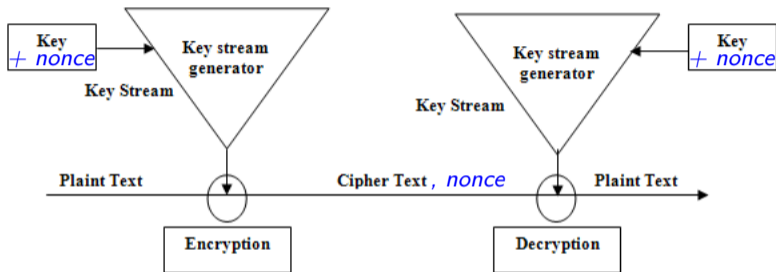 Key
+ nonce
Key stream
generator
Key Stream
Key stream
generator
Key Stream
Key
+ nonce
Plaint Text
Cipher Text , nonce
Plaint Text
Encryption
Decryption